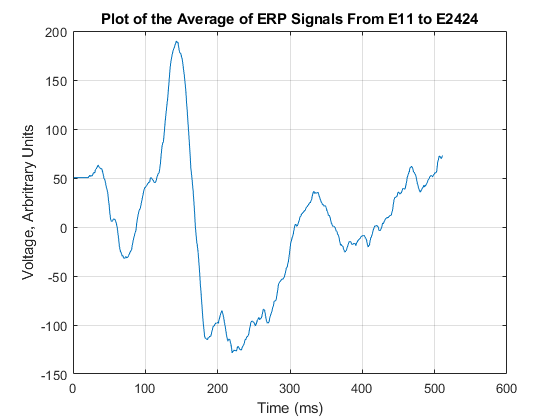 Plot of the Average of ERP Signals From E11 to E2424
200
150
100
50
0
-50
-100
-150
Voltage, Arbritrary Units
0 100 200 300 400 500 600
Time (ms)